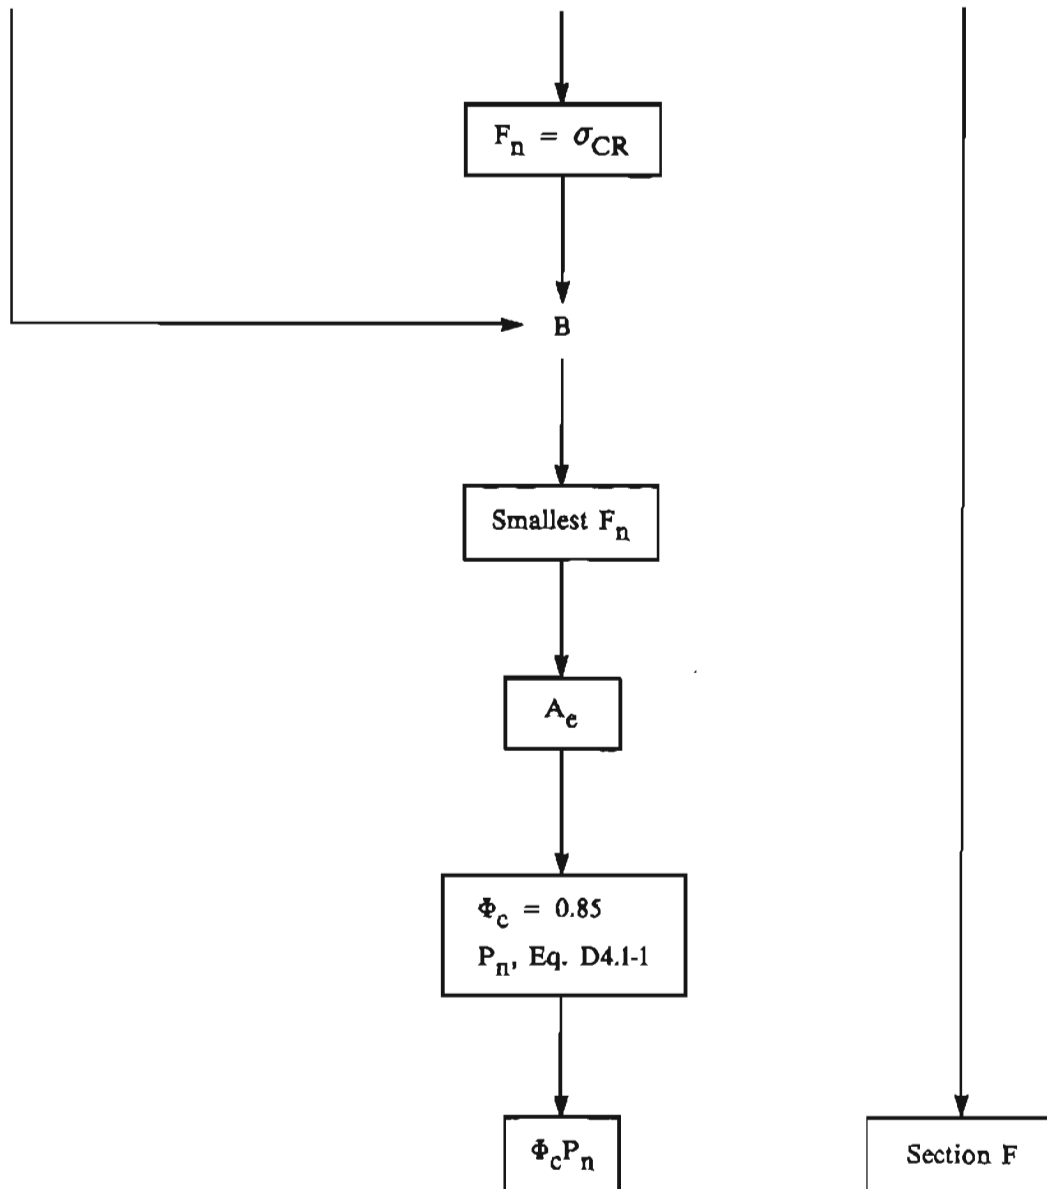 F_n = σ_CR
B
Smallest F_n
A_e
Φ_c = 0.85
P_n, Eq. D4.1-1
Φ_cP_n
Section F